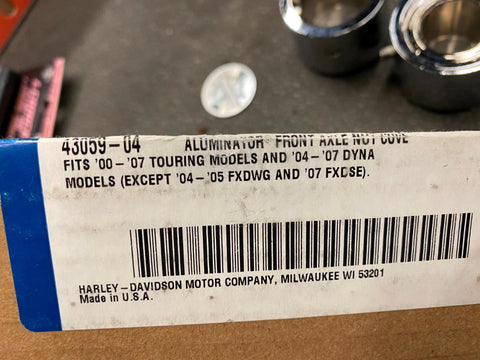 43059-04 ALUMINATOR FRONT AXLE NUT COVE
FITS '00-'07 TOURING MODELS AND '04-'07 DYNA
MODELS (EXCEPT '04-'05 FXDWG AND '07 FXDSE).
HARLEY-DAVIDSON MOTOR COMPANY, MILWAUKEE WI 53201
Made in U.S.A.